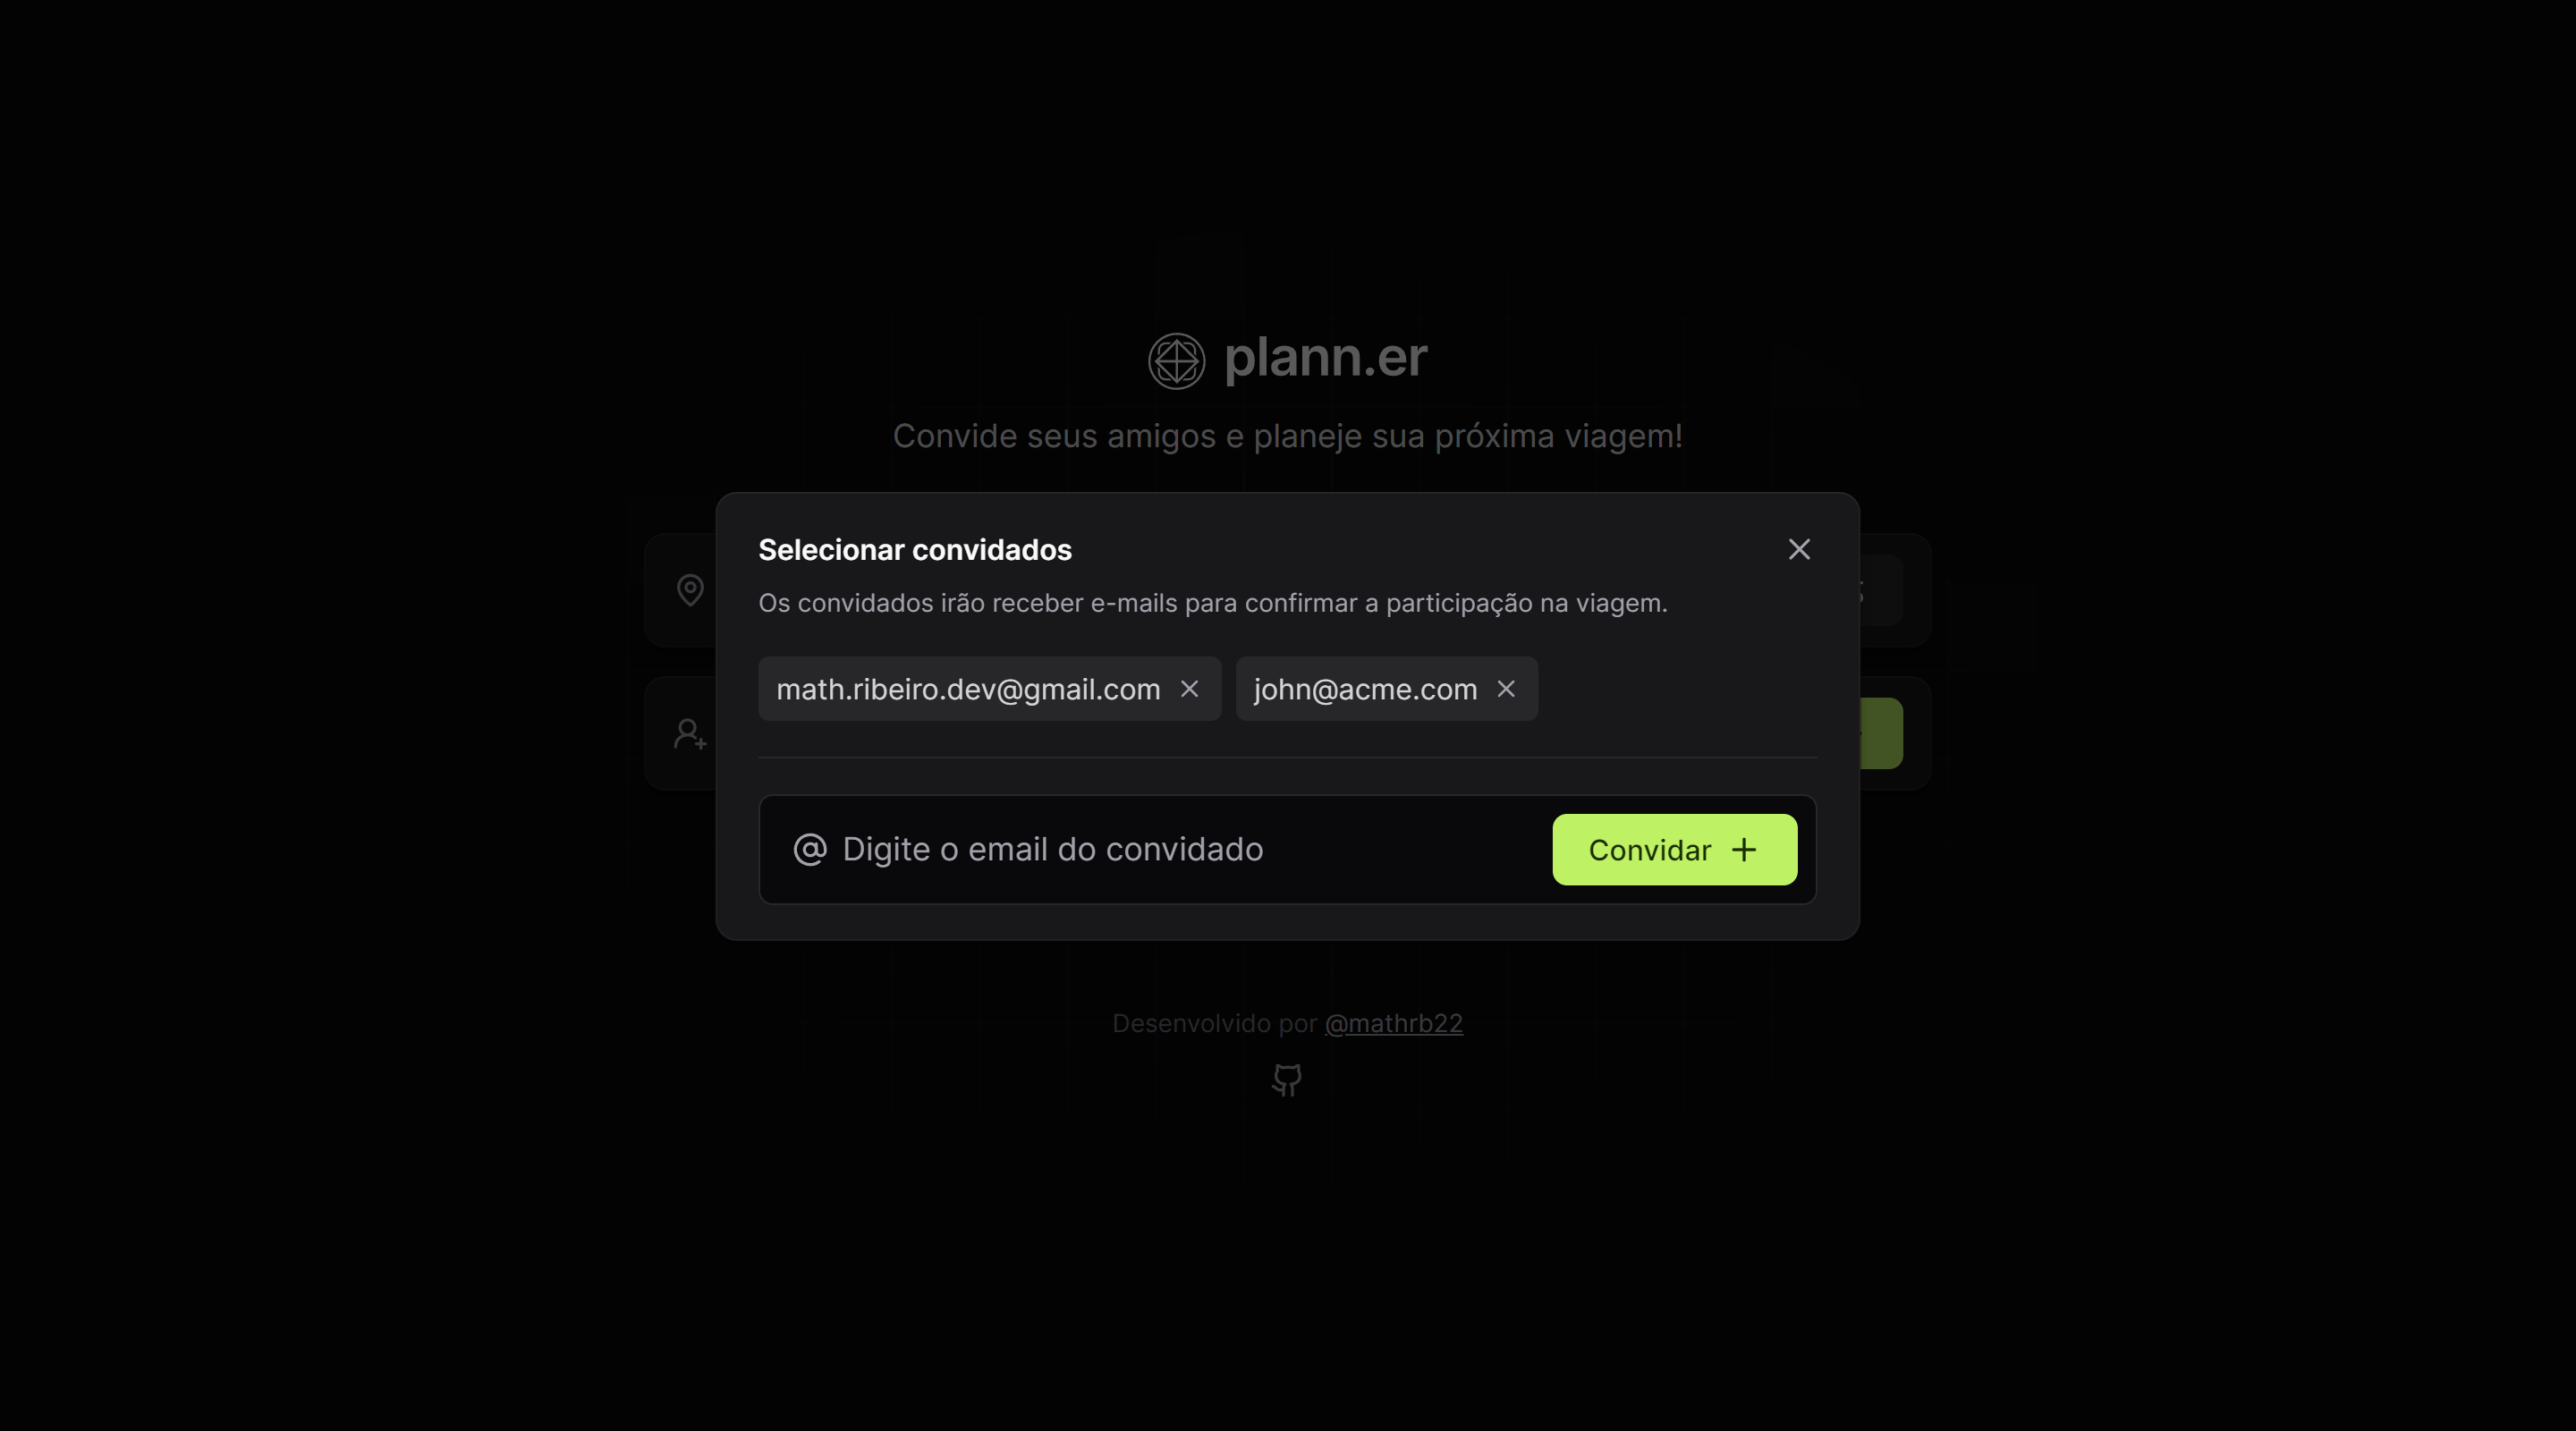 plann.er
Convide seus amigos e planeje sua próxima viagem!
Selecionar convidados
Os convidados irão receber e-mails para confirmar a participação na viagem.
math.ribeiro.dev@gmail.com
john@acme.com
@ Digite o email do convidado
Convidar +
Desenvolvido por @mathrb22